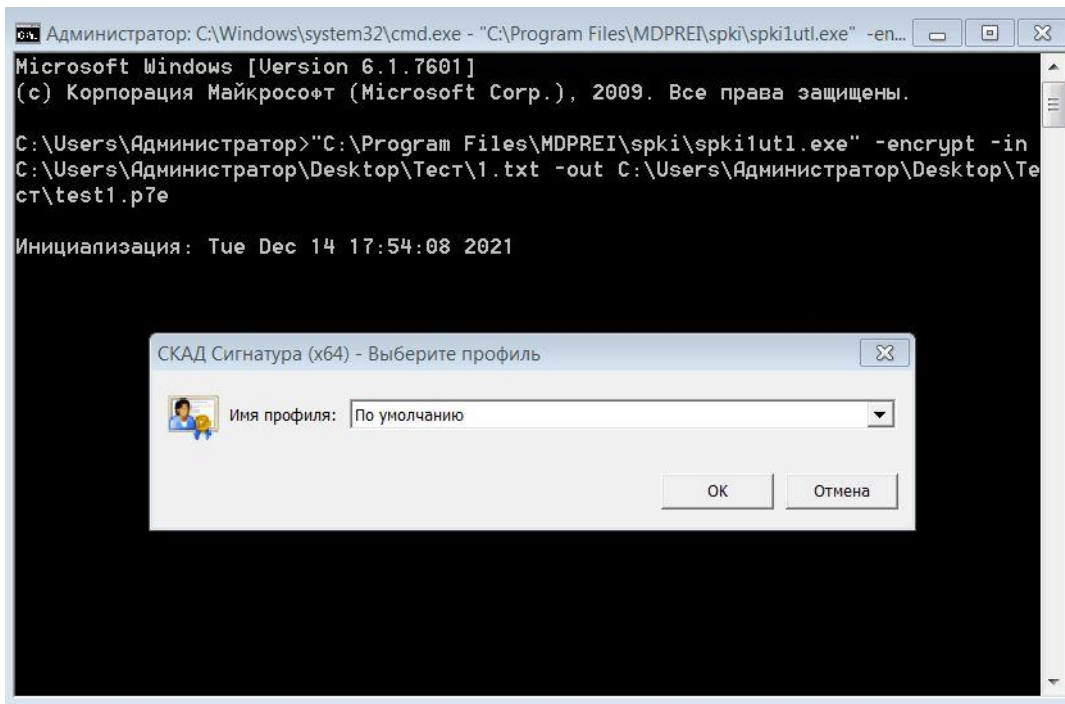 Администратор: C:\Windows\system32\cmd.exe - "C:\Program Files\MDPREI\spki\spki1utl.exe" -en...
Microsoft Windows [Version 6.1.7601]
(c) Корпорация Майкрософт (Microsoft Corp.), 2009. Все права защищены.
C:\Users\Администратор>"C:\Program Files\MDPREI\spki\spki1utl.exe" -encrypt -in
C:\Users\Администратор\Desktop\Тест\1.txt -out C:\Users\Администратор\Desktop\Те
ст\test1.p7e
Инициализация: Tue Dec 14 17:54:08 2021
СКАД Сигнатура (x64) - Выберите профиль
Имя профиля: По умолчанию
ОК Отмена